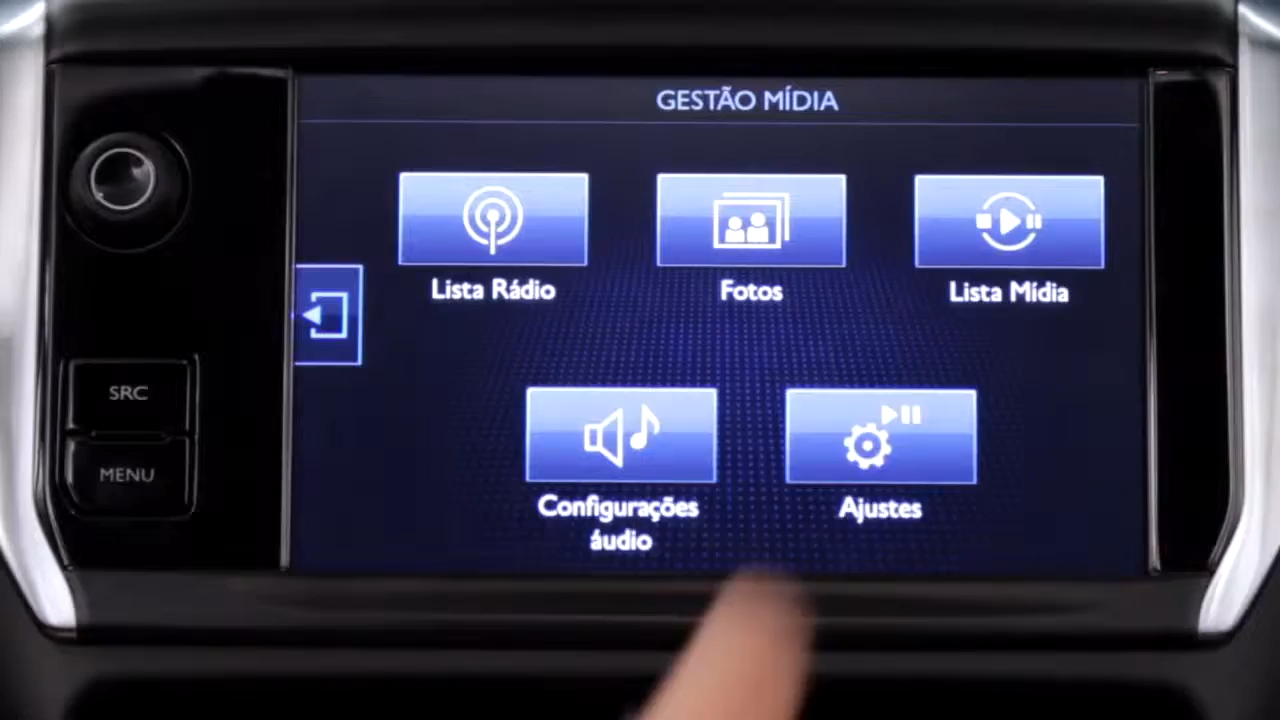 GESTÃO MÍDIA
Lista Rádio
Fotos
Lista Mídia
SRC
MENU
Configurações
áudio
Ajustes